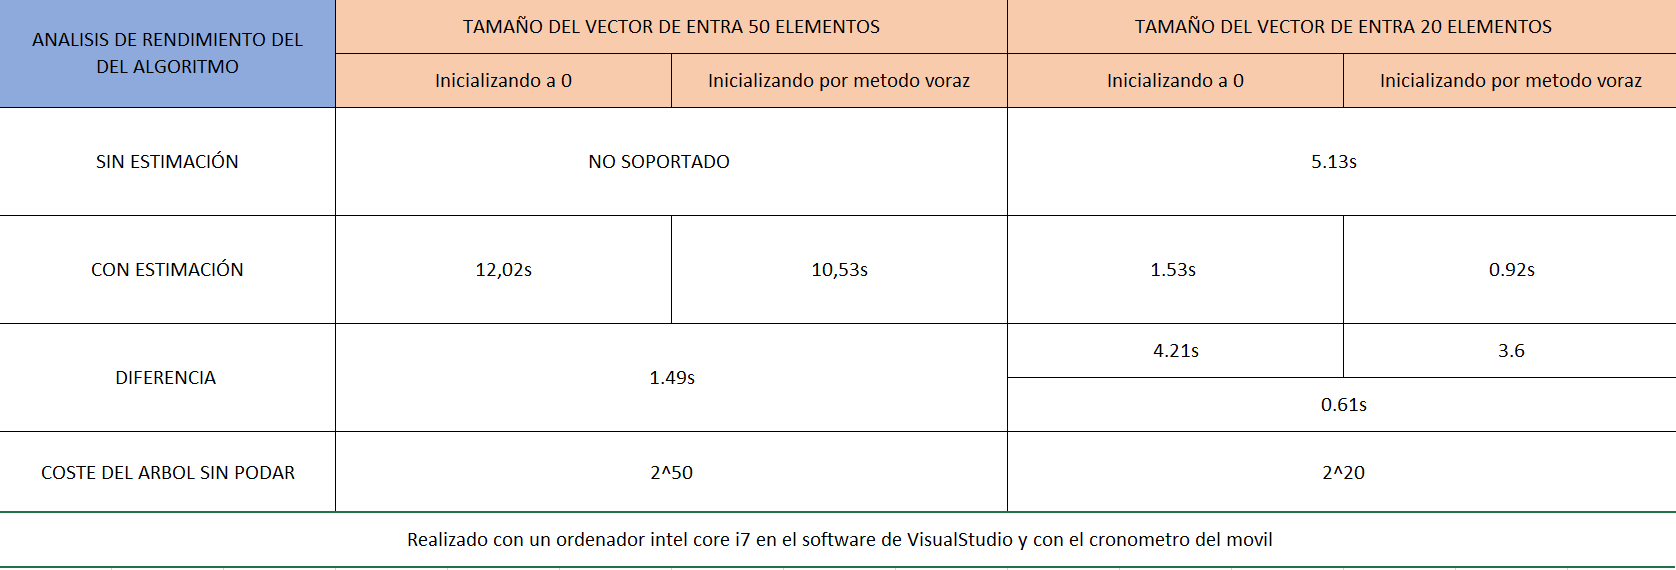 ANALISIS DE RENDIMIENTO DEL
DEL ALGORITMO
TAMAÑO DEL VECTOR DE ENTRA 50 ELEMENTOS
TAMAÑO DEL VECTOR DE ENTRA 20 ELEMENTOS
Inicializando a 0
Inicializando por metodo voraz
Inicializando a 0
Inicializando por metodo voraz
SIN ESTIMACIÓN
NO SOPORTADO
5.13s
CON ESTIMACIÓN
12,02s
10,53s
1.53s
0.92s
DIFERENCIA
1.49s
4.21s
3.6
0.61s
COSTE DEL ARBOL SIN PODAR
2^50
2^20
Realizado con un ordenador intel core i7 en el software de VisualStudio y con el cronometro del movil